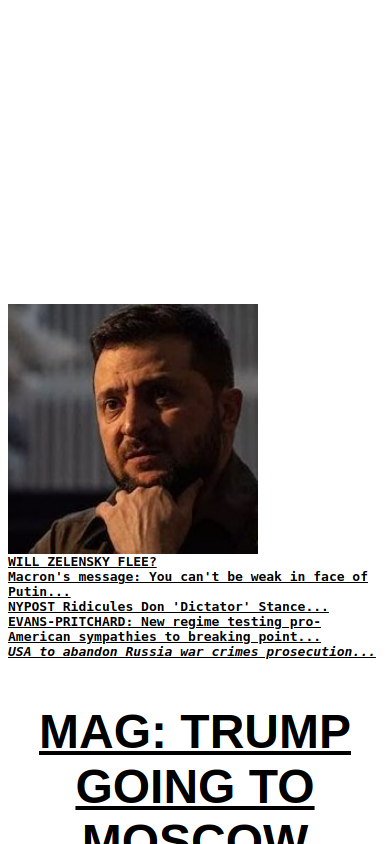 WILL ZELENSKY FLEE?
Macron's message: You can't be weak in face of
Putin...
NYPOST Ridicules Don 'Dictator' Stance...
EVANS-PRITCHARD: New regime testing pro-
American sympathies to breaking point...
USA to abandon Russia war crimes prosecution...
MAG: TRUMP
GOING TO
MOSCOW